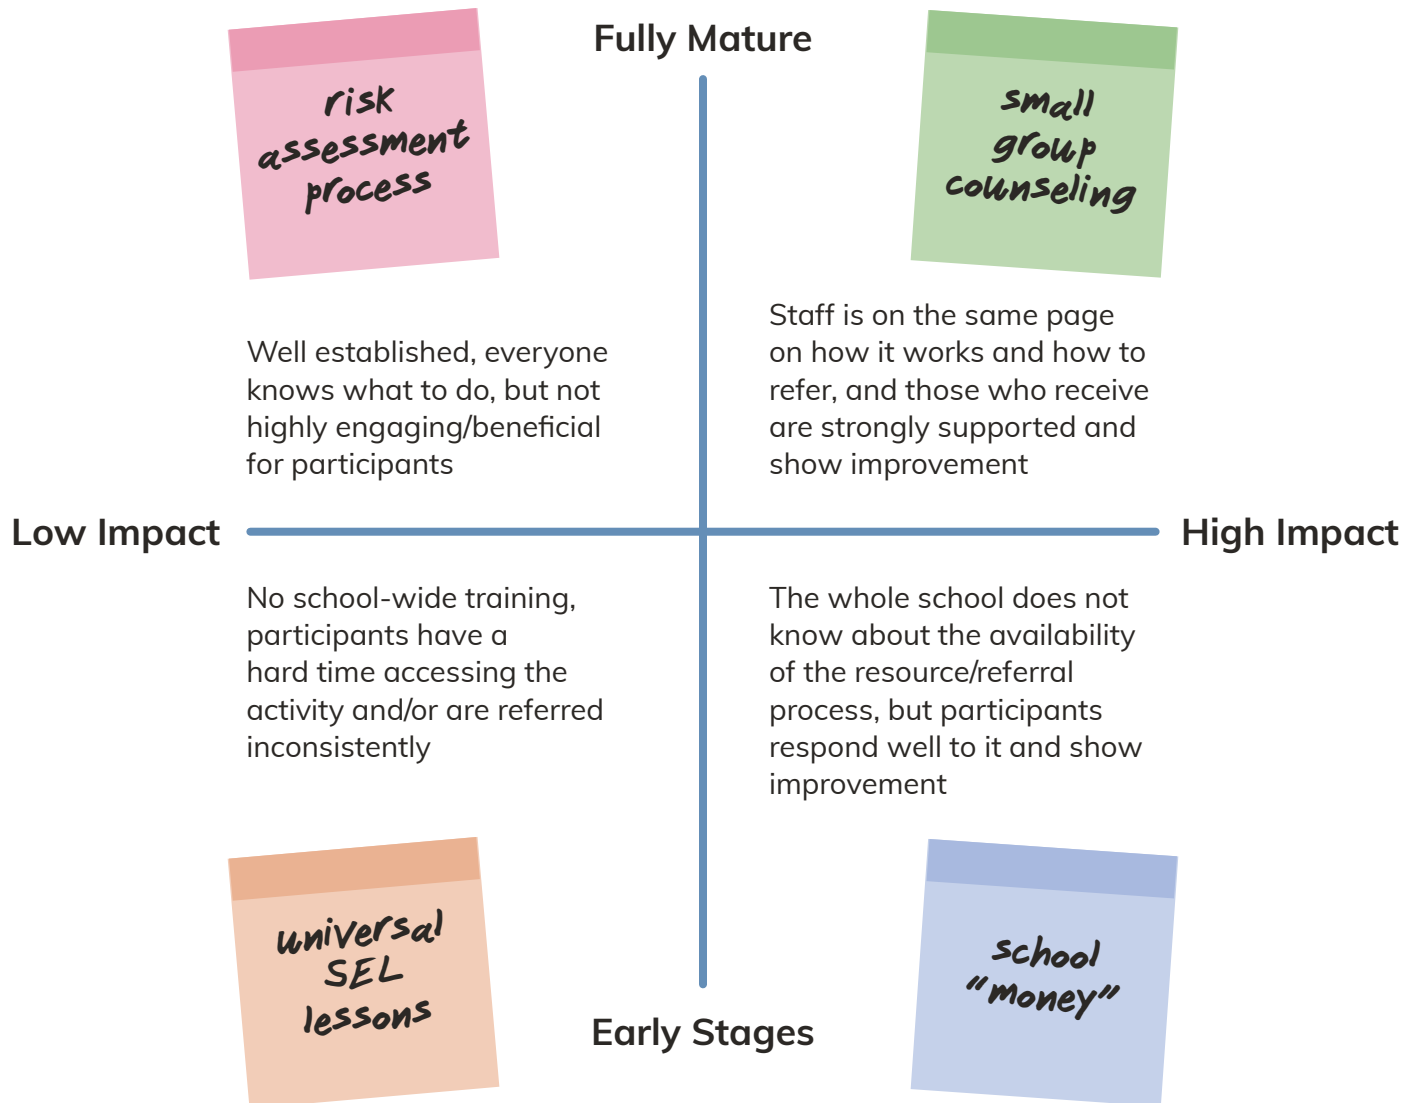 Fully Mature
risk
assessment
process
small
group
counseling
Well established, everyone
knows what to do, but not
highly engaging/beneficial
for participants
Staff is on the same page
on how it works and how to
refer, and those who receive
are strongly supported and
show improvement
Low Impact
High Impact
No school-wide training,
participants have a
hard time accessing the
activity and/or are referred
inconsistently
The whole school does not
know about the availability
of the resource/referral
process, but participants
respond well to it and show
improvement
universal
SEL
lessons
school
"money"
Early Stages